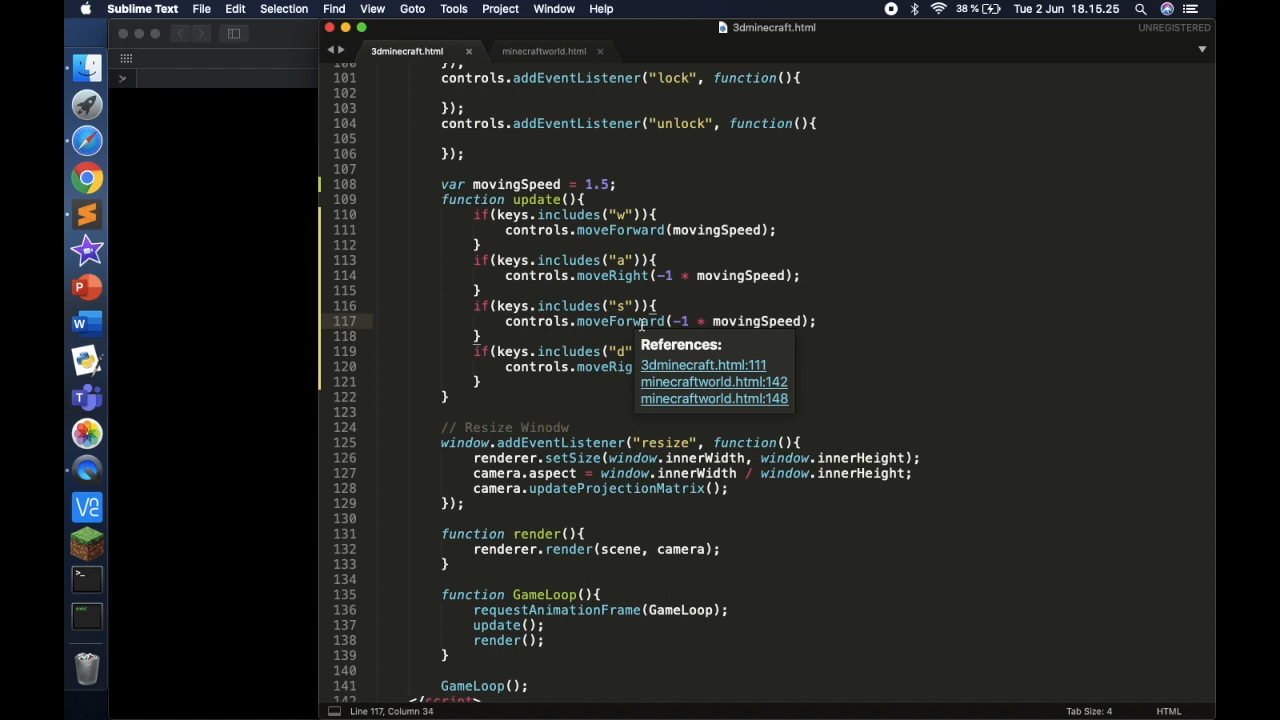 Sublime Text File Edit Selection Find View Goto Tools Project Window Help 38 % Tue 2 Jun 18.15.25
3dminecraft.html UNREGISTERED
3dminecraft.html × minecraftworld.html ×
100 });
101 controls.addEventListener("lock", function(){
102
103 });
104 controls.addEventListener("unlock", function(){
105
106 });
107
108 var movingSpeed = 1.5;
109 function update(){
110 if(keys.includes("w")){
111 controls.moveForward(movingSpeed);
112 }
113 if(keys.includes("a")){
114 controls.moveRight(-1 * movingSpeed);
115 }
116 if(keys.includes("s")){
117 controls.moveForward(-1 * movingSpeed);
118 }
119 if(keys.includes("d"
120 controls.moveRig
121 }
122 }
References:
3dminecraft.html:111
minecraftworld.html:142
minecraftworld.html:148
123
124 // Resize Winodw
125 window.addEventListener("resize", function(){
126 renderer.setSize(window.innerWidth, window.innerHeight);
127 camera.aspect = window.innerWidth / window.innerHeight;
128 camera.updateProjectionMatrix();
129 });
130
131 function render(){
132 renderer.render(scene, camera);
133 }
134
135 function GameLoop(){
136 requestAnimationFrame(GameLoop);
137 update();
138 render();
139 }
140
141 GameLoop();
142 </script>
Line 117, Column 34 Tab Size: 4 HTML